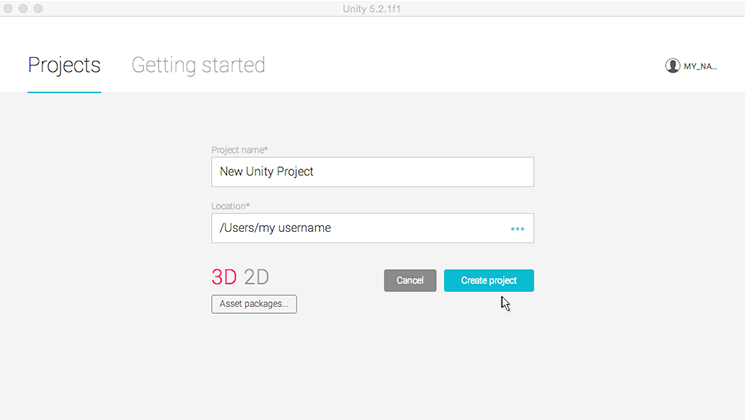 Unity 5.2.1f1
Projects Getting started MY_NA...
Project name*
New Unity Project
Location*
/Users/my username
3D 2D Cancel Create project
Asset packages...